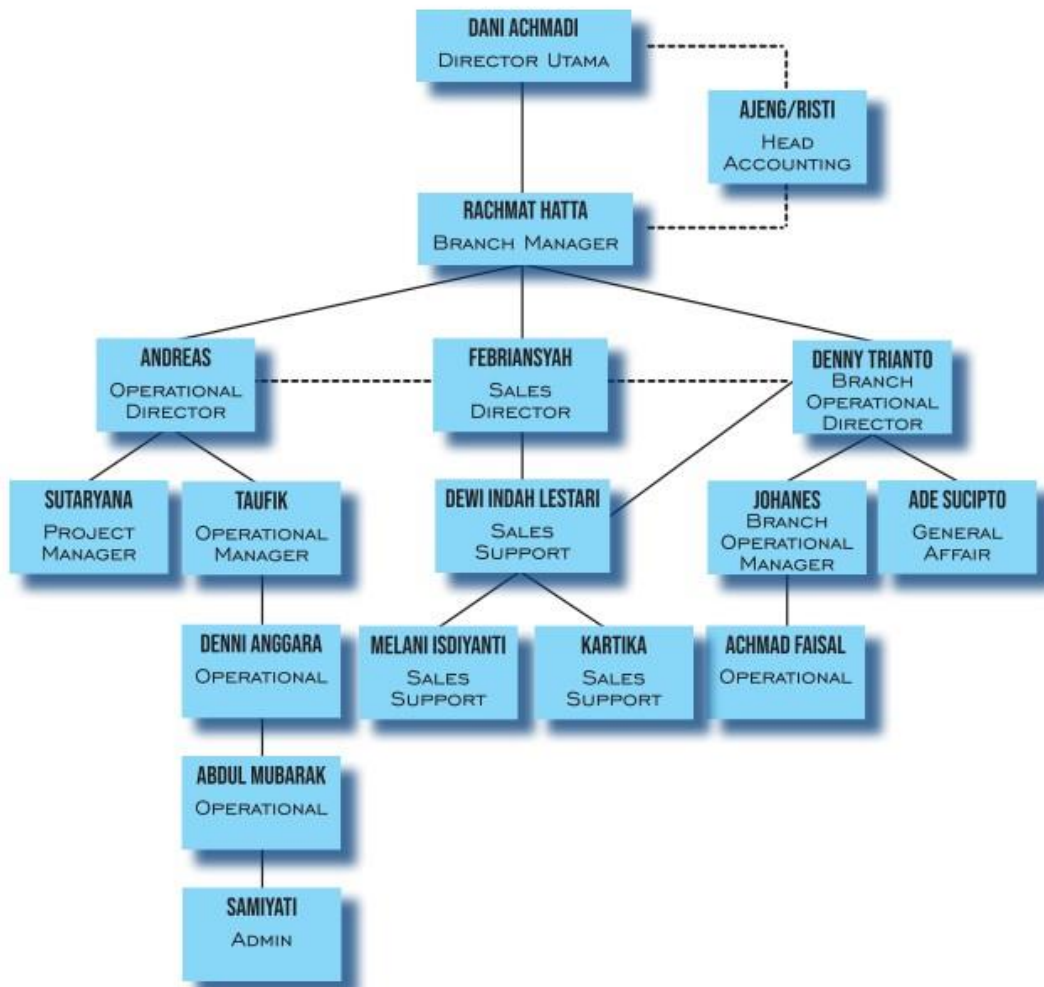 DANI ACHMADI
DIRECTOR UTAMA
AJENG/RISTI
HEAD
ACCOUNTING
RACHMAT HATTA
BRANCH MANAGER
ANDREAS
OPERATIONAL
DIRECTOR
FEBRIANSYAH
SALES
DIRECTOR
DENNY TRIANTO
BRANCH
OPERATIONAL
DIRECTOR
SUTARYANA
PROJECT
MANAGER
TAUFIK
OPERATIONAL
MANAGER
DEWI INDAH LESTARI
SALES
SUPPORT
JOHANES
BRANCH
OPERATIONAL
MANAGER
ADE SUCIPTO
GENERAL
AFFAIR
DENNI ANGGARA
OPERATIONAL
MELANI ISDIYANTI
SALES
SUPPORT
KARTIKA
SALES
SUPPORT
ACHMAD FAISAL
OPERATIONAL
ABDUL MUBARAK
OPERATIONAL
SAMIYATI
ADMIN